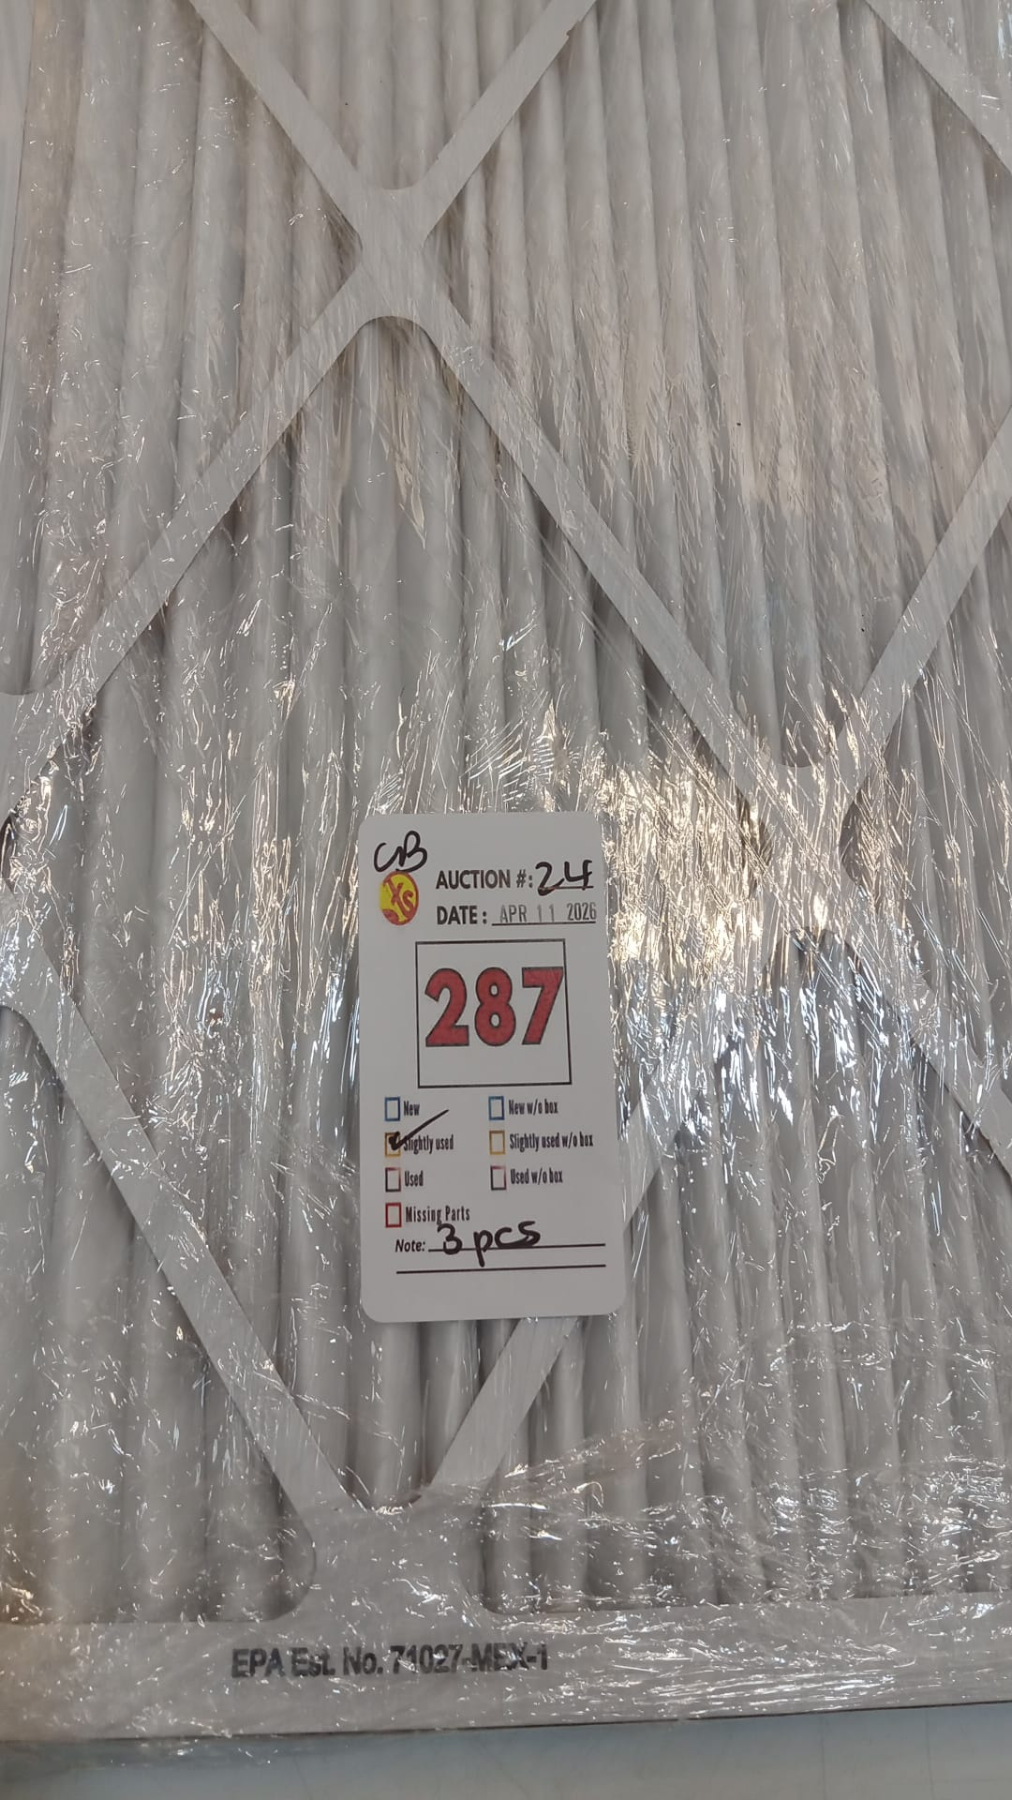 CB
XS
AUCTION #: 24
DATE: APR 11 2026
287
New
New w/o box
Slightly used
Slightly used w/o box
Used
Used w/o box
Missing Parts
Note: 3 pcs
EPA Est. No. 71027-MEX-1